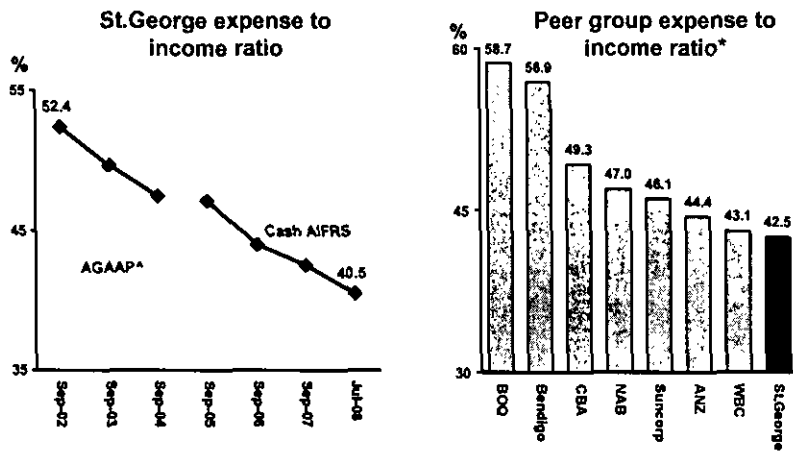 St.George expense to
income ratio
%
55
52.4
45
Cash AIFRS
AGAAP^
40.5
35
Sep-02
Sep-03
Sep-04
Sep-05
Sep-06
Sep-07
Jul-08
Peer group expense to
income ratio*
%
60
58.7
56.9
49.3
47.0
46.1
45
44.4
43.1
42.5
30
BOQ
Bendigo
CBA
NAB
Suncorp
ANZ
WBC
St.George